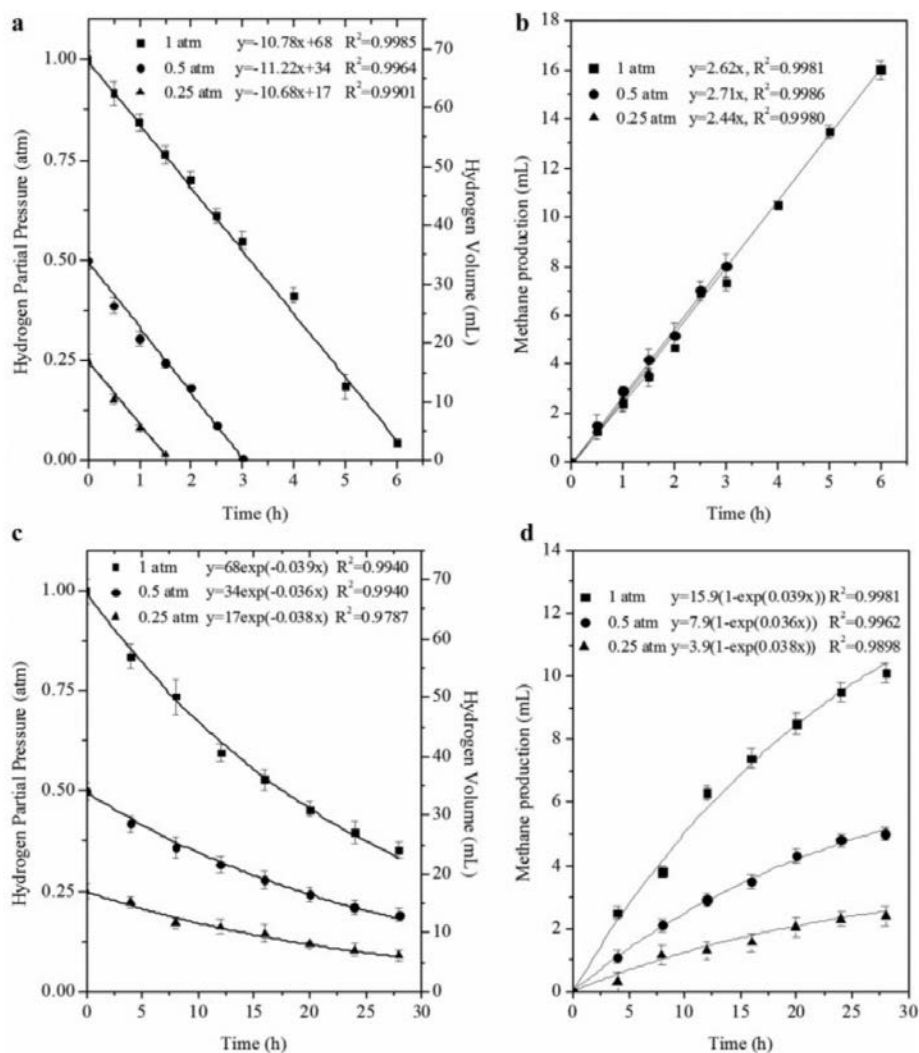 a
1 atm y=-10.78x+68 R²=0.9985
0.5 atm y=-11.22x+34 R²=0.9964
0.25 atm y=-10.68x+17 R²=0.9901
Hydrogen Partial Pressure (atm)
1.00
0.75
0.50
0.25
0.00
70
60
50
40
30
20
10
0
Hydrogen Volume (mL)
0 1 2 3 4 5 6
Time (h)
b
1 atm y=2.62x, R²=0.9981
0.5 atm y=2.71x, R²=0.9986
0.25 atm y=2.44x, R²=0.9980
Methane production (mL)
18
16
14
12
10
8
6
4
2
0
0 1 2 3 4 5 6
Time (h)
c
1 atm y=68exp(-0.039x) R²=0.9940
0.5 atm y=34exp(-0.036x) R²=0.9940
0.25 atm y=17exp(-0.038x) R²=0.9787
Hydrogen Partial Pressure (atm)
1.00
0.75
0.50
0.25
0.00
70
60
50
40
30
20
10
0
Hydrogen Volume (mL)
0 5 10 15 20 25 30
Time (h)
d
1 atm y=15.9(1-exp(0.039x)) R²=0.9981
0.5 atm y=7.9(1-exp(0.036x)) R²=0.9962
0.25 atm y=3.9(1-exp(0.038x)) R²=0.9898
Methane production (mL)
14
12
10
8
6
4
2
0
0 5 10 15 20 25 30
Time (h)